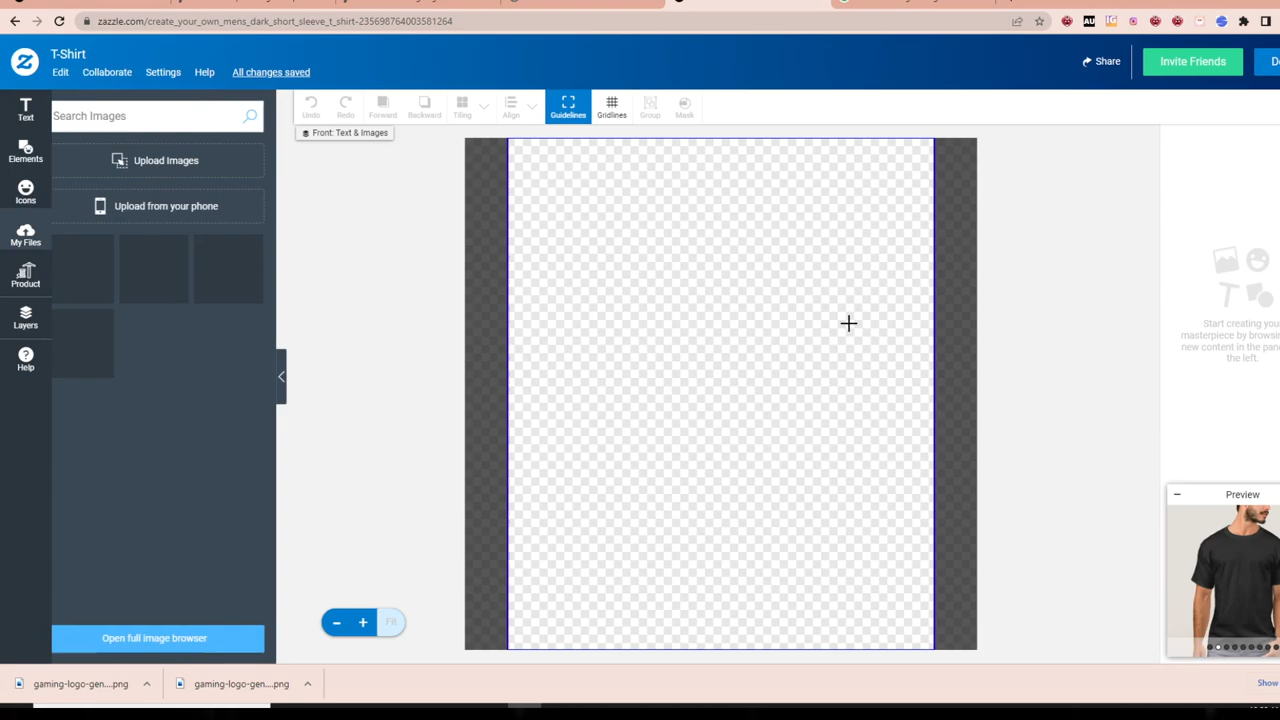 zazzle.com/create_your_own_mens_dark_short_sleeve_t_shirt-235698764003581264
AU
IG
Z
T-Shirt
Edit
Collaborate
Settings
Help
All changes saved
Share
Invite Friends
Text
Elements
Icons
My Files
Product
Layers
Help
Search Images
Upload Images
Upload from your phone
Open full image browser
Undo
Redo
Forward
Backward
Tiling
Align
Guidelines
Gridlines
Group
Mask
Front: Text & Images
Fit
Start creating you
masterpiece by browsin
new content in the pan
the left.
Preview
gaming-logo-gen....png
gaming-logo-gen....png
Show